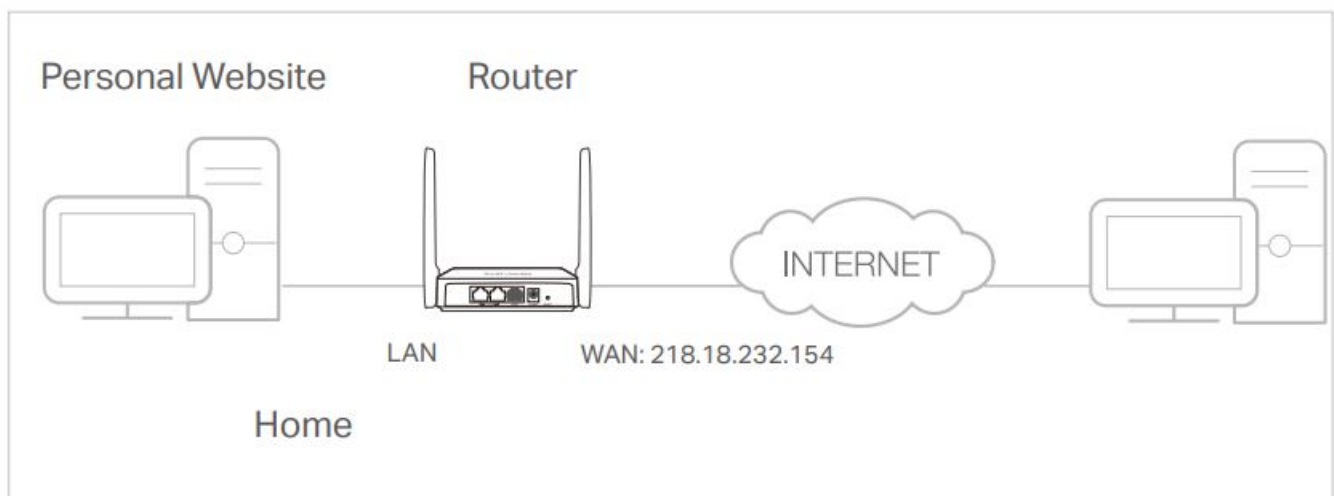 Personal Website
Router
INTERNET
LAN
WAN: 218.18.232.154
Home